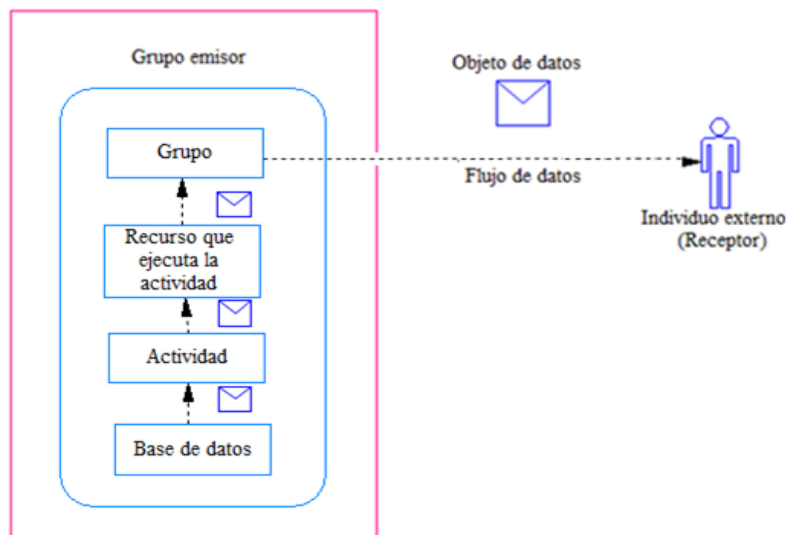 Grupo emisor
Objeto de datos
Grupo
Flujo de datos
Individuo externo
(Receptor)
Recurso que
ejecuta la
actividad
Actividad
Base de datos